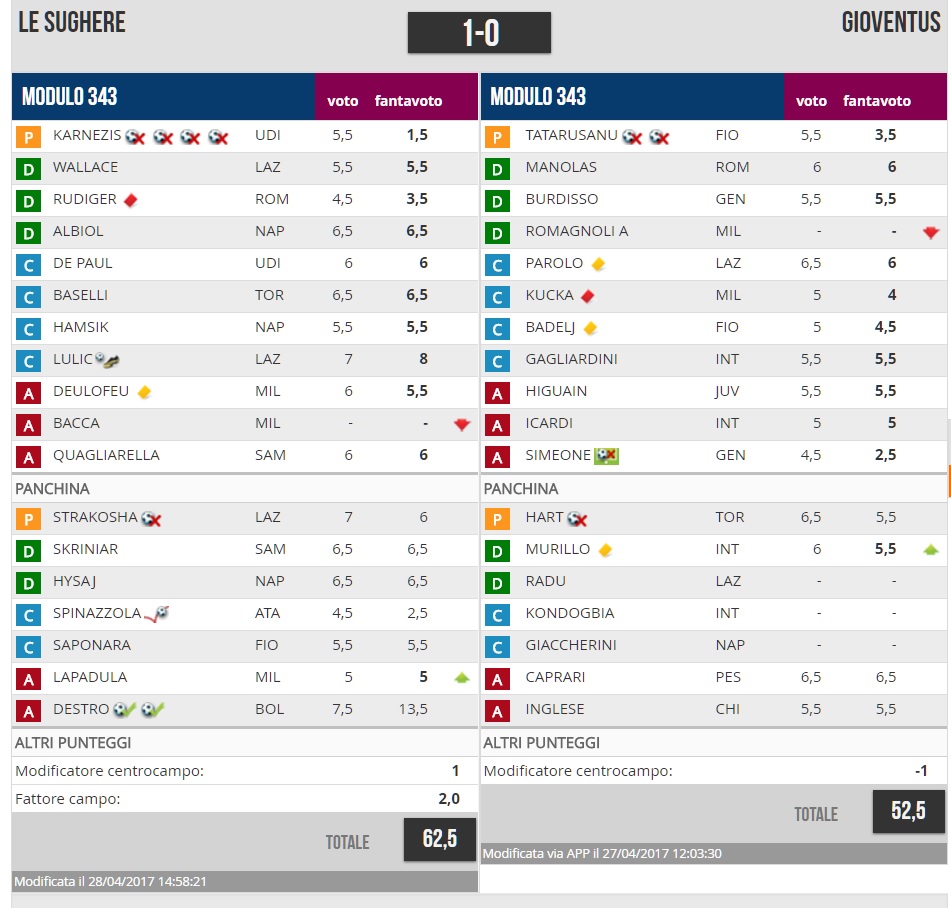 LE SUGHERE 1-0 GIOVENTUS
MODULO 343 voto fantavoto
P KARNEZIS UDI 5,5 1,5
D WALLACE LAZ 5,5 5,5
D RUDIGER ROM 4,5 3,5
D ALBIOL NAP 6,5 6,5
C DE PAUL UDI 6 6
C BASELLI TOR 6,5 6,5
C HAMSIK NAP 5,5 5,5
C LULIC LAZ 7 8
A DEULOFEU MIL 6 5,5
A BACCA MIL - -
A QUAGLIARELLA SAM 6 6
PANCHINA
P STRAKOSHA LAZ 7 6
D SKRINIAR SAM 6,5 6,5
D HYSAJ NAP 6,5 6,5
C SPINAZZOLA ATA 4,5 2,5
C SAPONARA FIO 5,5 5,5
A LAPADULA MIL 5 5
A DESTRO BOL 7,5 13,5
ALTRI PUNTEGGI
Modificatore centrocampo: 1
Fattore campo: 2,0
TOTALE 62,5
Modificata il 28/04/2017 14:58:21
MODULO 343 voto fantavoto
P TATARUSANU FIO 5,5 3,5
D MANOLAS ROM 6 6
D BURDISSO GEN 5,5 5,5
D ROMAGNOLI A MIL - -
C PAROLO LAZ 6,5 6
C KUCKA MIL 5 4
C BADELJ FIO 5 4,5
C GAGLIARDINI INT 5,5 5,5
A HIGUAIN JUV 5,5 5,5
A ICARDI INT 5 5
A SIMEONE GEN 4,5 2,5
PANCHINA
P HART TOR 6,5 5,5
D MURILLO INT 6 5,5
D RADU LAZ - -
C KONDOGBIA INT - -
C GIACCHERINI NAP - -
A CAPRARI PES 6,5 6,5
A INGLESE CHI 5,5 5,5
ALTRI PUNTEGGI
Modificatore centrocampo: -1
TOTALE 52,5
Modificata via APP il 27/04/2017 12:03:30